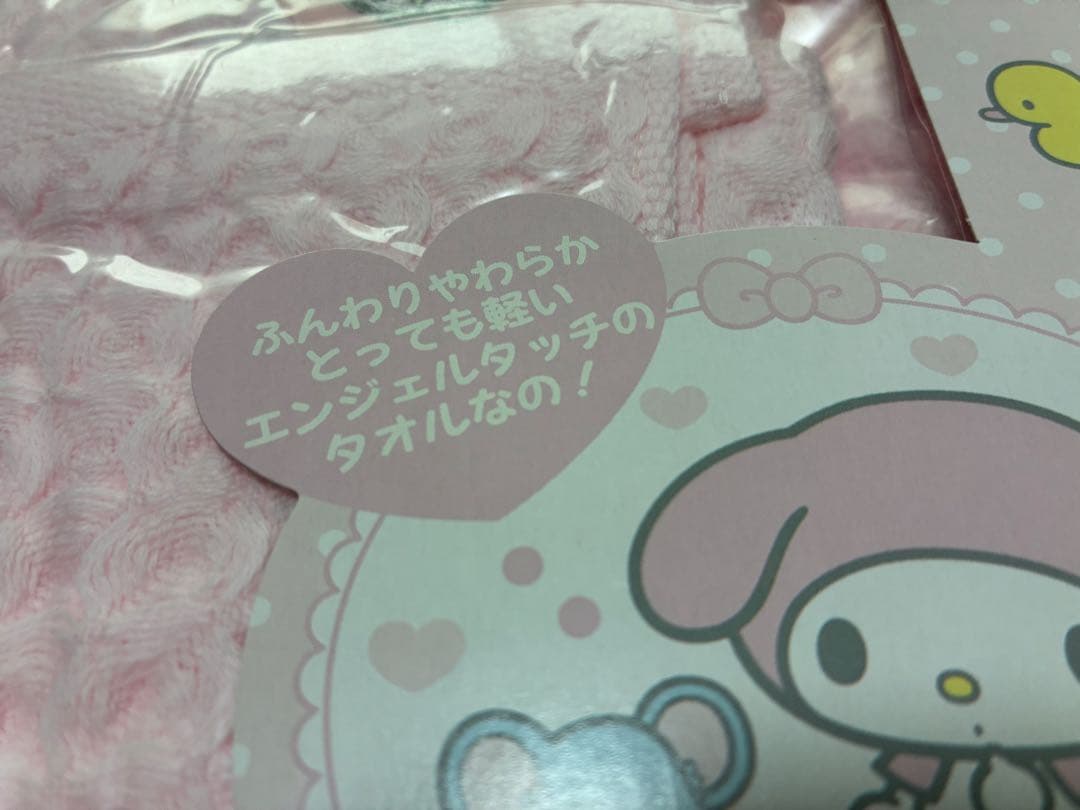 ふんわりやわらか
とっても軽い
エンジェルタッチの
タオルなの！